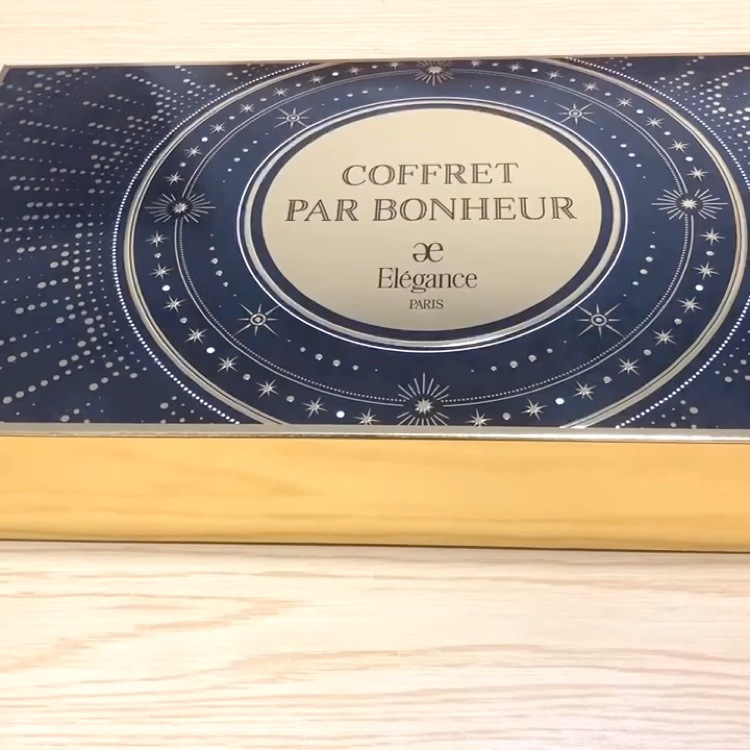 COFFRET
PAR BONHEUR
æ
Elégance
PARIS